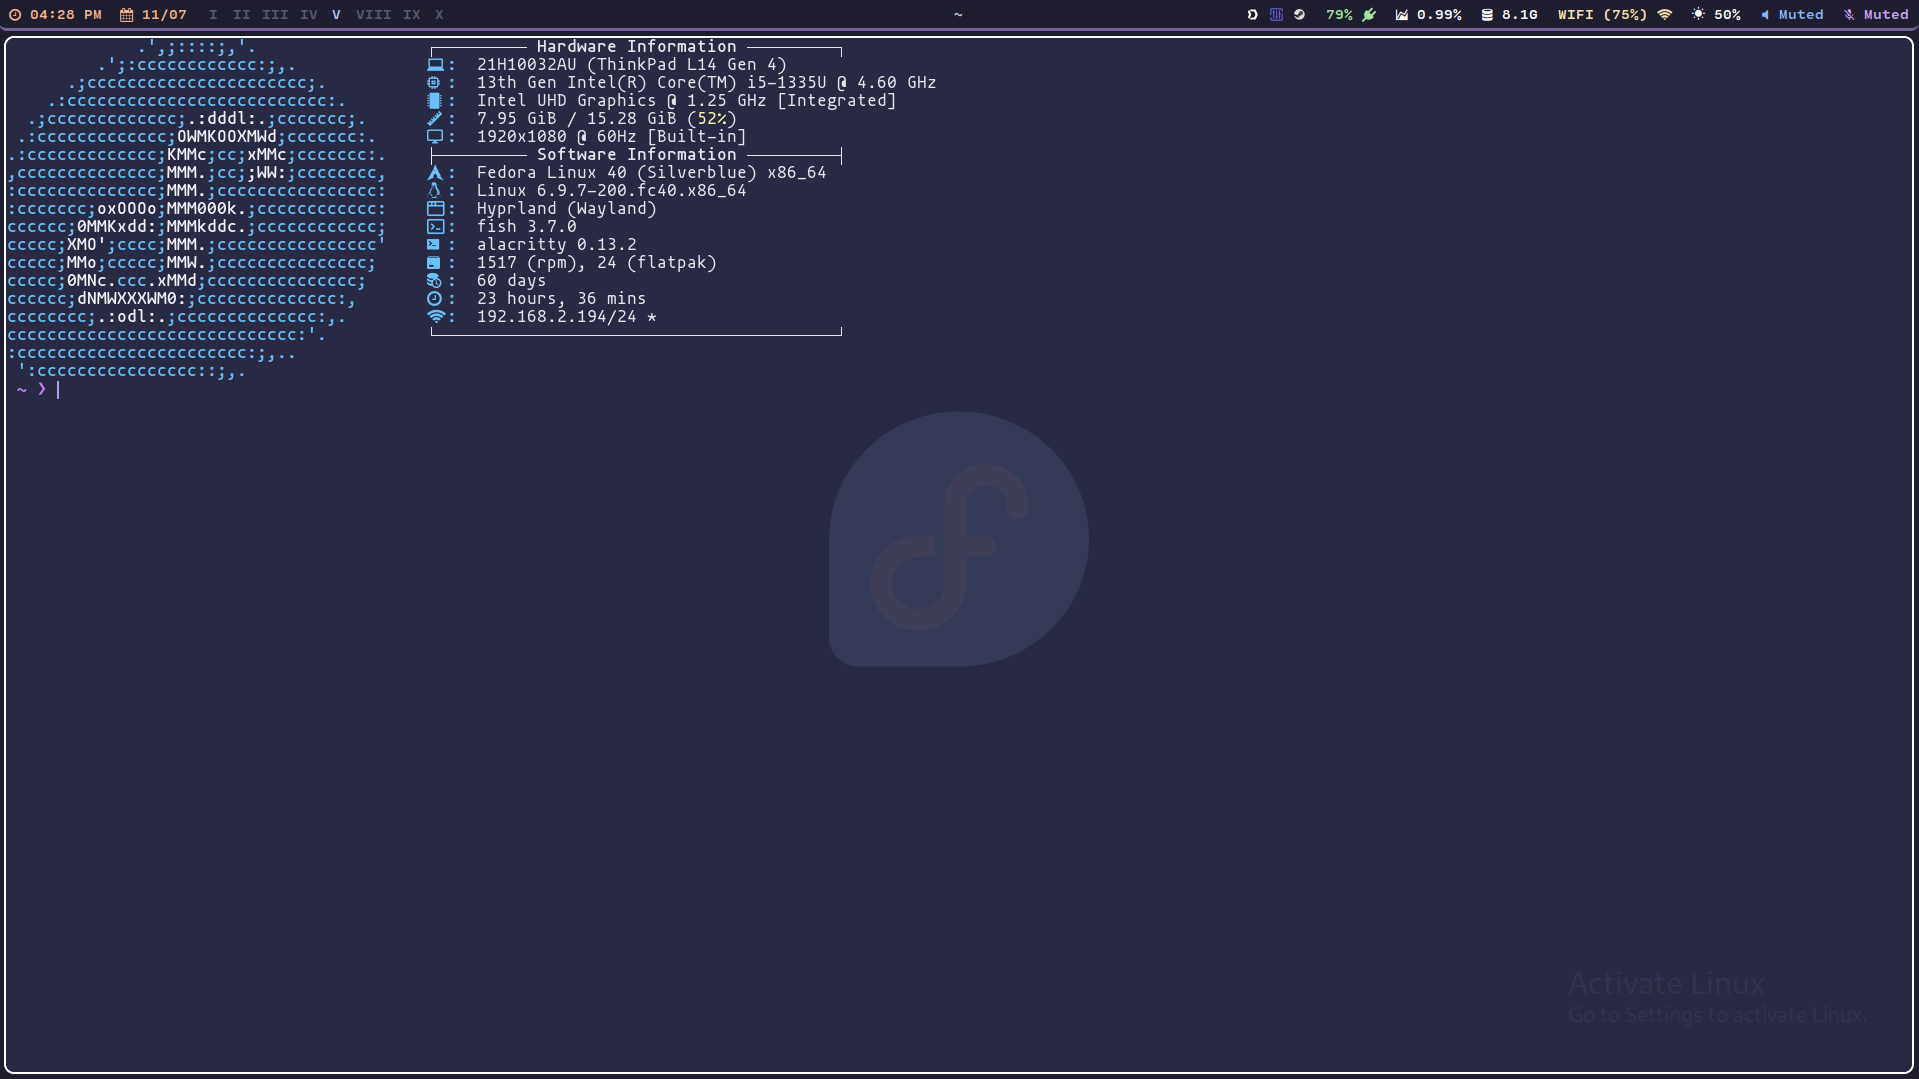 04:28 PM 11/07 I II III IV V VIII IX X ~ 79% 0.99% 8.1G WIFI (75%) 50% Muted Muted
.',;::::;,'. Hardware Information
.';:cccccccccccc:;,. : 21H10032AU (ThinkPad L14 Gen 4)
.;cccccccccccccccccccccc;. : 13th Gen Intel(R) Core(TM) i5-1335U @ 4.60 GHz
.:cccccccccccccccccccccccccc:. : Intel UHD Graphics @ 1.25 GHz [Integrated]
.;ccccccccccccc;.:dddl:.;ccccccc;. : 7.95 GiB / 15.28 GiB (52%)
.:ccccccccccccc;OWMKOOXMWd;ccccccc:. : 1920x1080 @ 60Hz [Built-in]
.:ccccccccccccc;KMMc;cc;xMMc;ccccccc:. Software Information
,cccccccccccccc;MMM.;cc;;WW:;cccccccc, : Fedora Linux 40 (Silverblue) x86_64
:cccccccccccccc;MMM.;cccccccccccccccc: : Linux 6.9.7-200.fc40.x86_64
:ccccccc;oxOOOo;MMM000k.;cccccccccccc: : Hyprland (Wayland)
cccccc;0MMKxdd:;MMMkddc.;cccccccccccc; : fish 3.7.0
ccccc;XMO';cccc;MMM.;cccccccccccccccc' : alacritty 0.13.2
ccccc;MMo;ccccc;MMW.;ccccccccccccccc; : 1517 (rpm), 24 (flatpak)
ccccc;0MNc.ccc.xMMd;ccccccccccccccc; : 60 days
cccccc;dNMWXXXWM0:;cccccccccccccc:, : 23 hours, 36 mins
cccccccc;.:odl:.;cccccccccccccc:,. : 192.168.2.194/24 *
ccccccccccccccccccccccccccccc:'.
:ccccccccccccccccccccccc:;,..
':cccccccccccccccc::;,.
~ ❯
Activate Linux
Go to Settings to activate Linux.